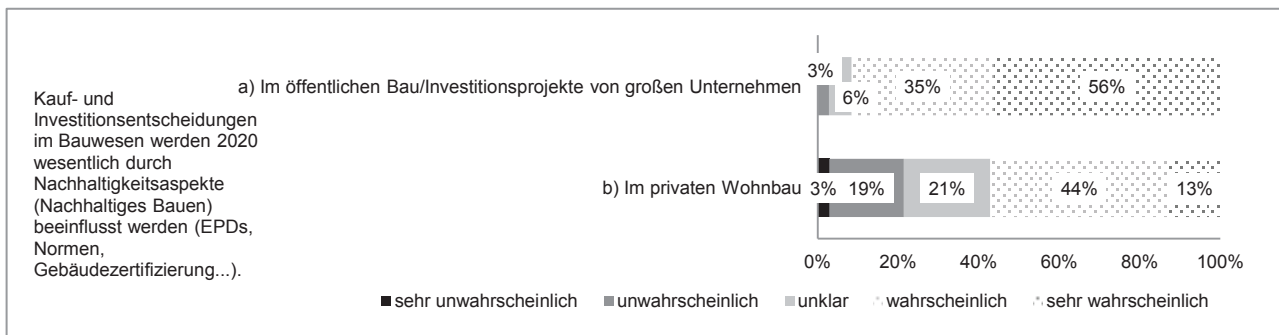 Kauf- und
Investitionsentscheidungen
im Bauwesen werden 2020
wesentlich durch
Nachhaltigkeitsaspekte
(Nachhaltiges Bauen)
beeinflusst werden (EPDs,
Normen,
Gebäudezertifizierung...).
a) Im öffentlichen Bau/Investitionsprojekte von großen Unternehmen
3%
6%
35%
56%
b) Im privaten Wohnbau
3%
19%
21%
44%
13%
0% 20% 40% 60% 80% 100%
sehr unwahrscheinlich unwahrscheinlich unklar wahrscheinlich sehr wahrscheinlich